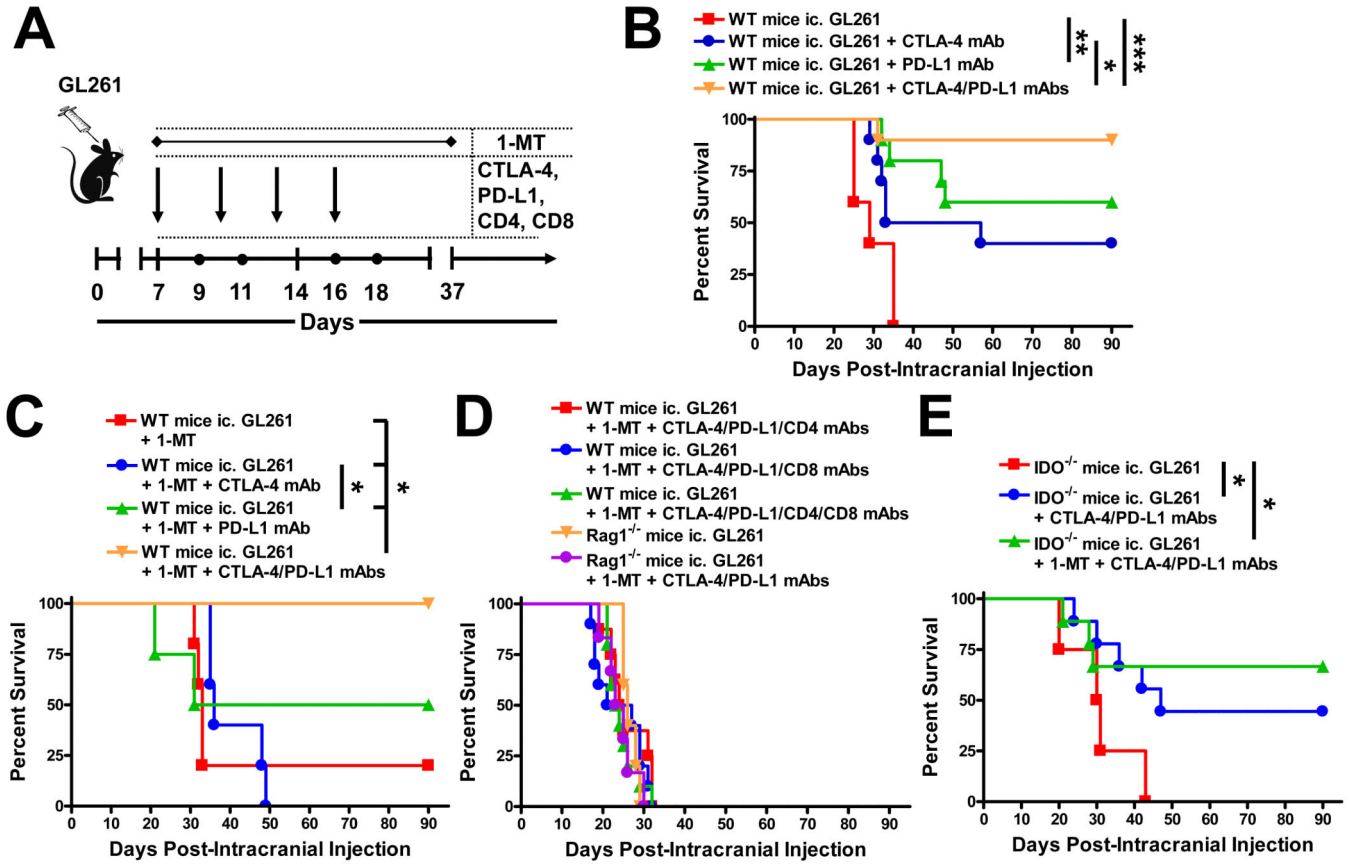 A
GL261
1-MT
CTLA-4,
PD-L1,
CD4, CD8
0 7 9 11 14 16 18 37
Days
B
WT mice ic. GL261
WT mice ic. GL261 + CTLA-4 mAb
WT mice ic. GL261 + PD-L1 mAb
WT mice ic. GL261 + CTLA-4/PD-L1 mAbs
** * ***
Percent Survival
100
75
50
25
0
0 10 20 30 40 50 60 70 80 90
Days Post-Intracranial Injection
C
WT mice ic. GL261
+ 1-MT
WT mice ic. GL261
+ 1-MT + CTLA-4 mAb
WT mice ic. GL261
+ 1-MT + PD-L1 mAb
WT mice ic. GL261
+ 1-MT + CTLA-4/PD-L1 mAbs
* *
Percent Survival
100
75
50
25
0
0 10 20 30 40 50 60 70 80 90
Days Post-Intracranial Injection
D
WT mice ic. GL261
+ 1-MT + CTLA-4/PD-L1/CD4 mAbs
WT mice ic. GL261
+ 1-MT + CTLA-4/PD-L1/CD8 mAbs
WT mice ic. GL261
+ 1-MT + CTLA-4/PD-L1/CD4/CD8 mAbs
Rag1-/- mice ic. GL261
Rag1-/- mice ic. GL261
+ 1-MT + CTLA-4/PD-L1 mAbs
Percent Survival
100
75
50
25
0
0 10 20 30 40 50 60 70 80 90
Days Post-Intracranial Injection
E
IDO-/- mice ic. GL261
IDO-/- mice ic. GL261
+ CTLA-4/PD-L1 mAbs
IDO-/- mice ic. GL261
+ 1-MT + CTLA-4/PD-L1 mAbs
* *
Percent Survival
100
75
50
25
0
0 10 20 30 40 50 60 70 80 90
Days Post-Intracranial Injection